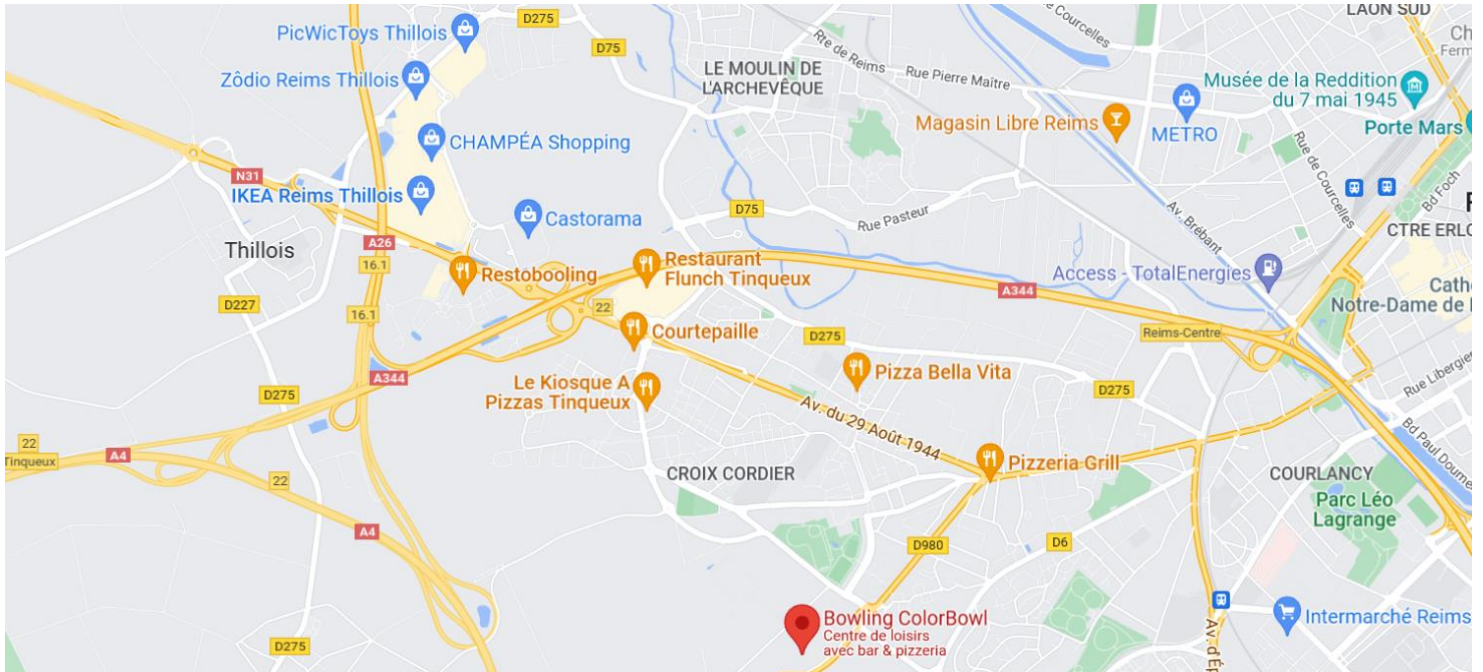 D275
LAON SUD
PicWicToys Thillois
D75
Rte de Courcelles
Rte de Reims
Zôdio Reims Thillois
LE MOULIN DE
L'ARCHEVÊQUE
Rue Pierre Maître
Musée de la Reddition
du 7 mai 1945
Magasin Libre Reims
METRO
Porte Mars
CHAMPÉA Shopping
Rue de Courcelles
N31
IKEA Reims Thillois
Bd Foch
Castorama
D75
Rue Pasteur
Av. Brébant
CTRE ERLO
Thillois
A26
16.1
Restobooling
Restaurant
Flunch Tinqueux
Access - TotalEnergies
A344
Cath
Notre-Dame de
D227
16.1
22
Courtepaille
D275
Reims-Centre
Pizza Bella Vita
A344
Le Kiosque A
Pizzas Tinqueux
D275
D275
Rue Libergier
Av. du 29 Août 1944
22
Tinqueux
A4
22
Bd Paul Doumer
Pizzeria Grill
CROIX CORDIER
COURLANCY
Parc Léo
Lagrange
A4
D980
D6
Bowling ColorBowl
Centre de loisirs
avec bar & pizzeria
Intermarché Reims
D275
Av. d'Ép